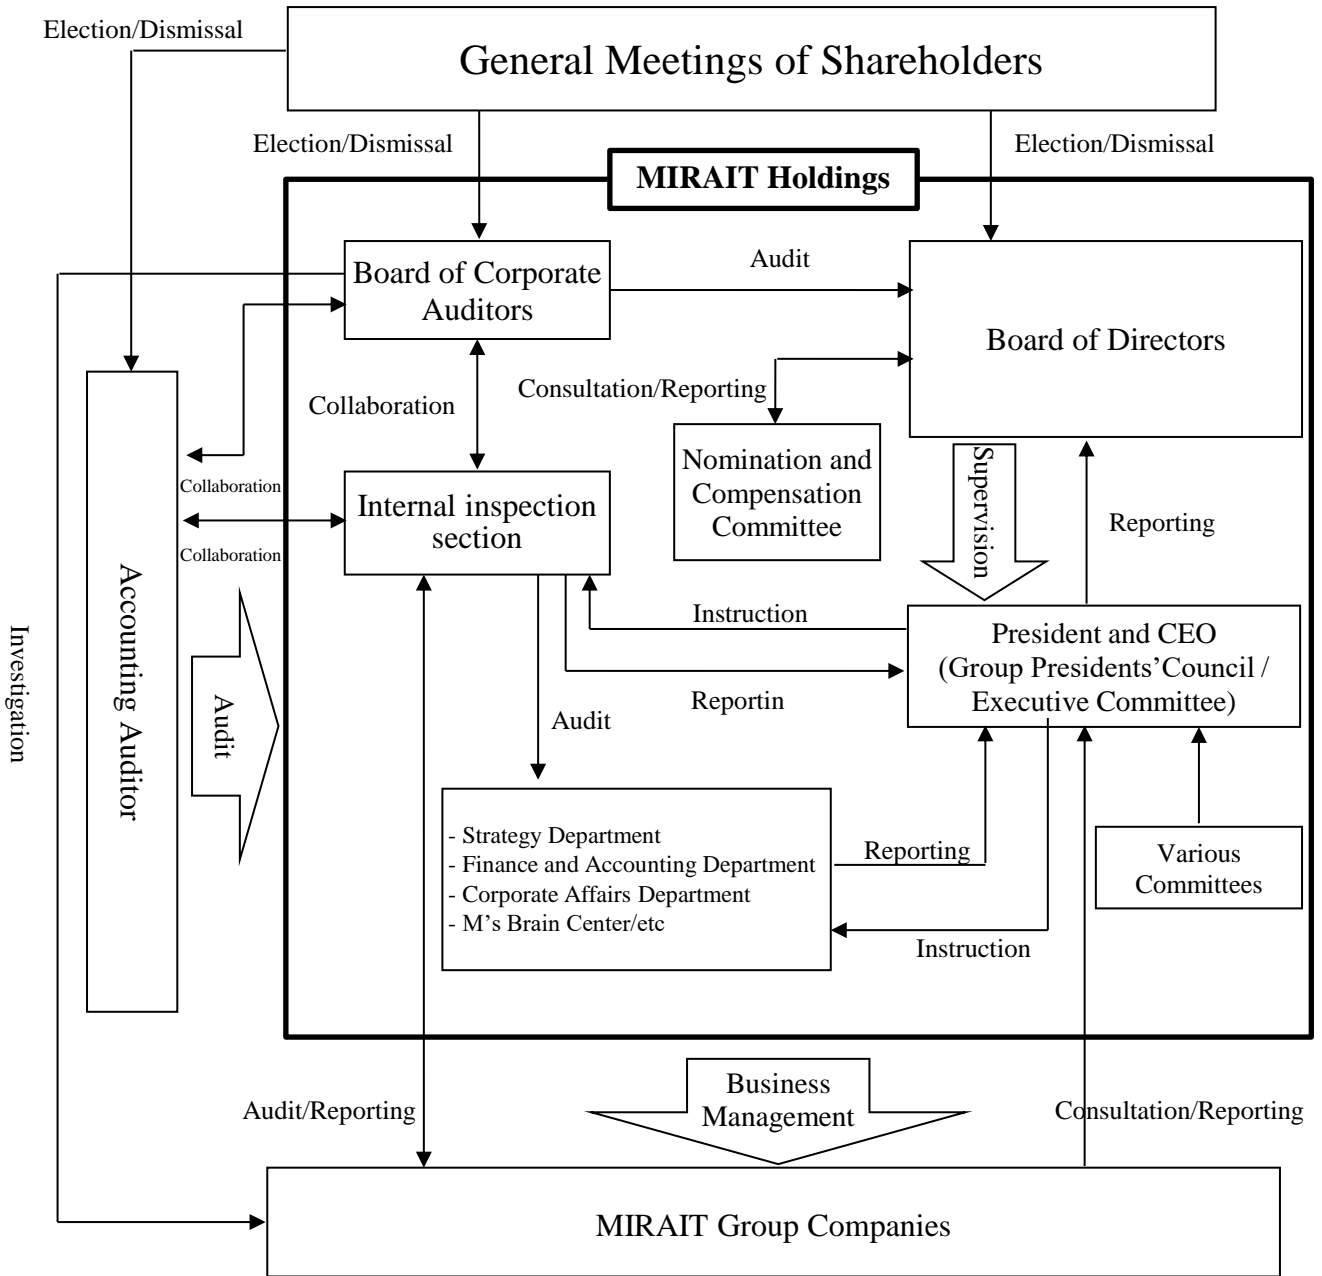 Election/Dismissal
General Meetings of Shareholders
Election/Dismissal
Election/Dismissal
MIRAIT Holdings
Board of Corporate
Auditors
Audit
Board of Directors
Consultation/Reporting
Collaboration
Nomination and
Compensation
Committee
Supervision
Collaboration
Internal inspection
section
Reporting
Collaboration
Accounting Auditor
Investigation
Audit
Instruction
President and CEO
(Group Presidents’Council /
Executive Committee)
Reportin
Audit
- Strategy Department
- Finance and Accounting Department
- Corporate Affairs Department
- M’s Brain Center/etc
Reporting
Instruction
Various
Committees
Business
Management
Audit/Reporting
Consultation/Reporting
MIRAIT Group Companies